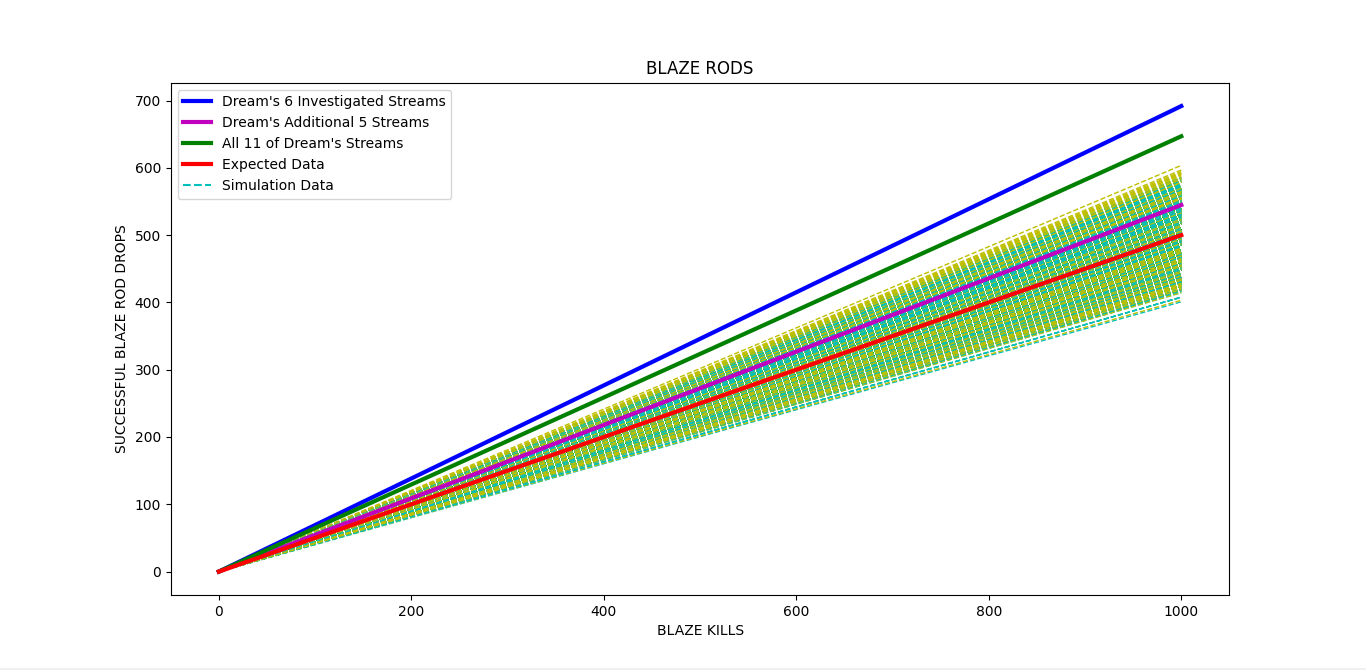 BLAZE RODS
Dream's 6 Investigated Streams
Dream's Additional 5 Streams
All 11 of Dream's Streams
Expected Data
Simulation Data
SUCCESSFUL BLAZE ROD DROPS
700
600
500
400
300
200
100
0
0 200 400 600 800 1000
BLAZE KILLS